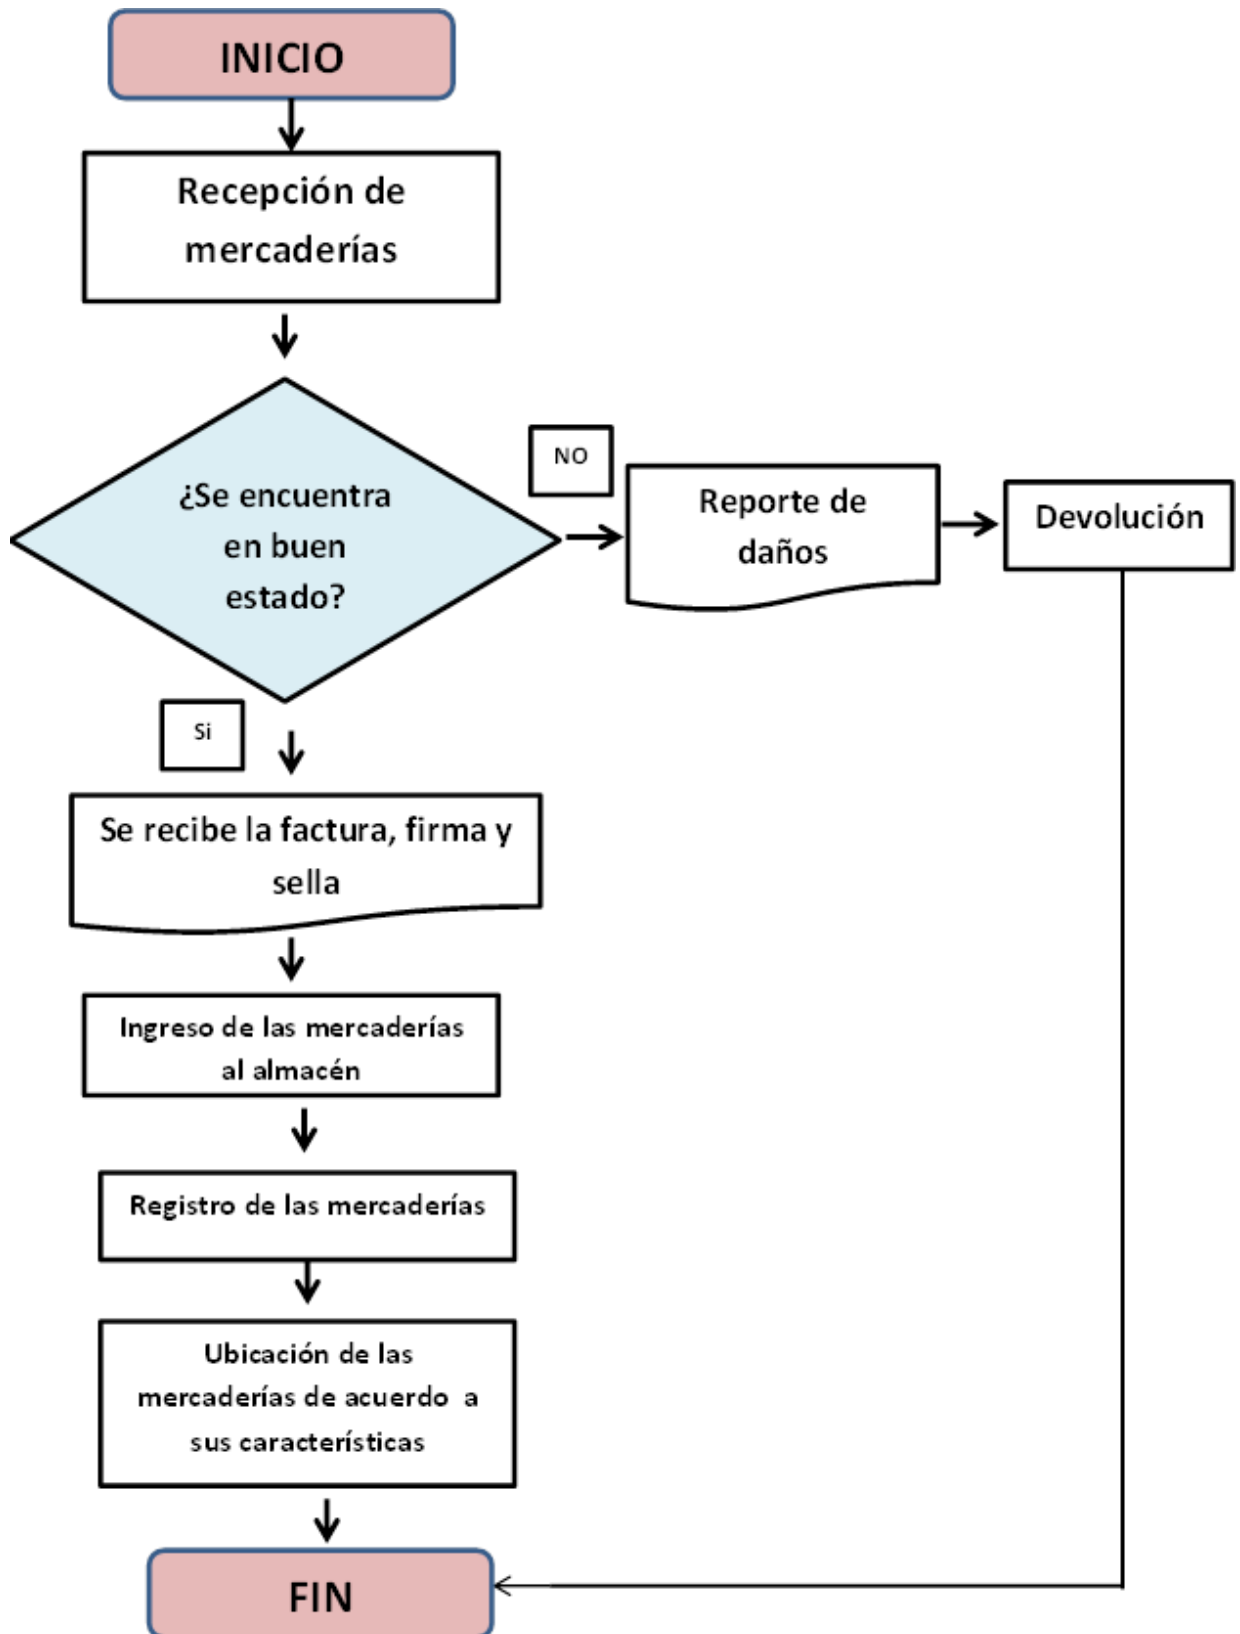 INICIO
Recepción de
mercaderías
¿Se encuentra
en buen
estado?
NO
Reporte de
daños
Devolución
Si
Se recibe la factura, firma y
sella
Ingreso de las mercaderías
al almacén
Registro de las mercaderías
Ubicación de las
mercaderías de acuerdo a
sus característicás
FIN